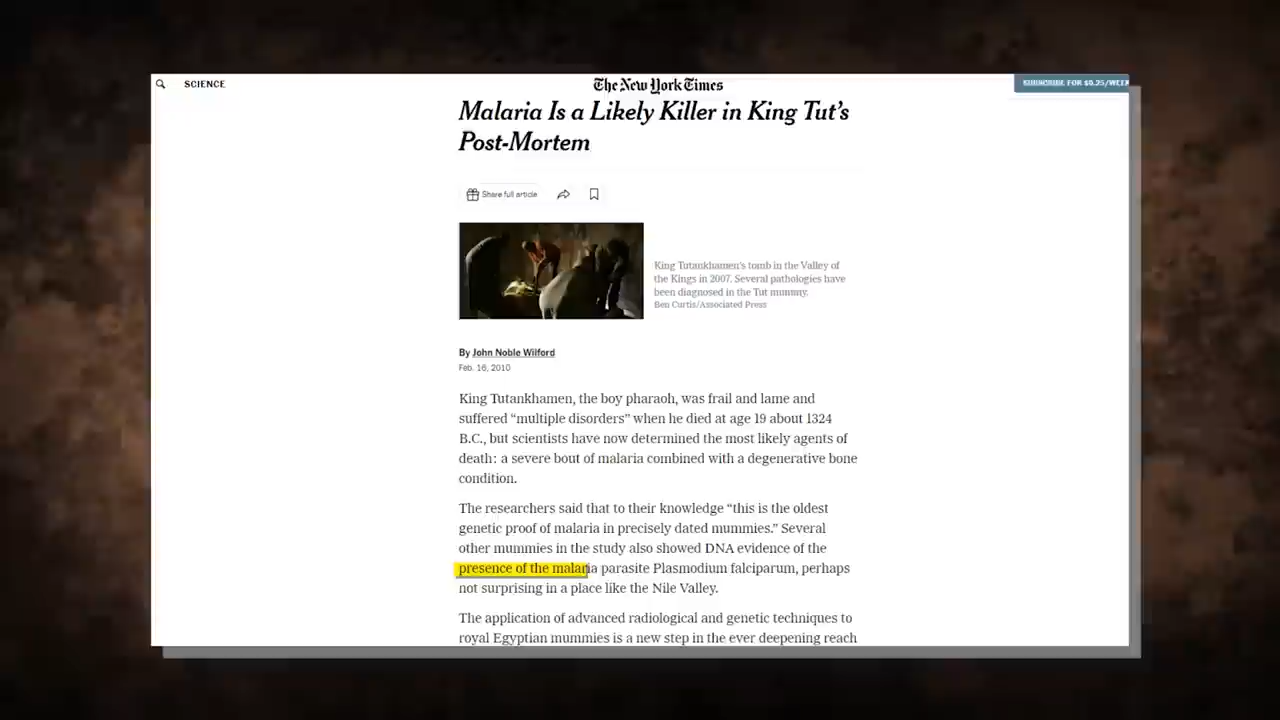 SCIENCE
The New York Times
SUBSCRIBE FOR $0.25/WEEK
Malaria Is a Likely Killer in King Tut’s
Post-Mortem
Share full article
King Tutankhamen's tomb in the Valley of
the Kings in 2007. Several pathologies have
been diagnosed in the Tut mummy.
Ben Curtis/Associated Press
By John Noble Wilford
Feb. 16, 2010
King Tutankhamen, the boy pharaoh, was frail and lame and
suffered “multiple disorders” when he died at age 19 about 1324
B.C., but scientists have now determined the most likely agents of
death: a severe bout of malaria combined with a degenerative bone
condition.
The researchers said that to their knowledge “this is the oldest
genetic proof of malaria in precisely dated mummies.” Several
other mummies in the study also showed DNA evidence of the
presence of the malaria parasite Plasmodium falciparum, perhaps
not surprising in a place like the Nile Valley.
The application of advanced radiological and genetic techniques to
royal Egyptian mummies is a new step in the ever deepening reach